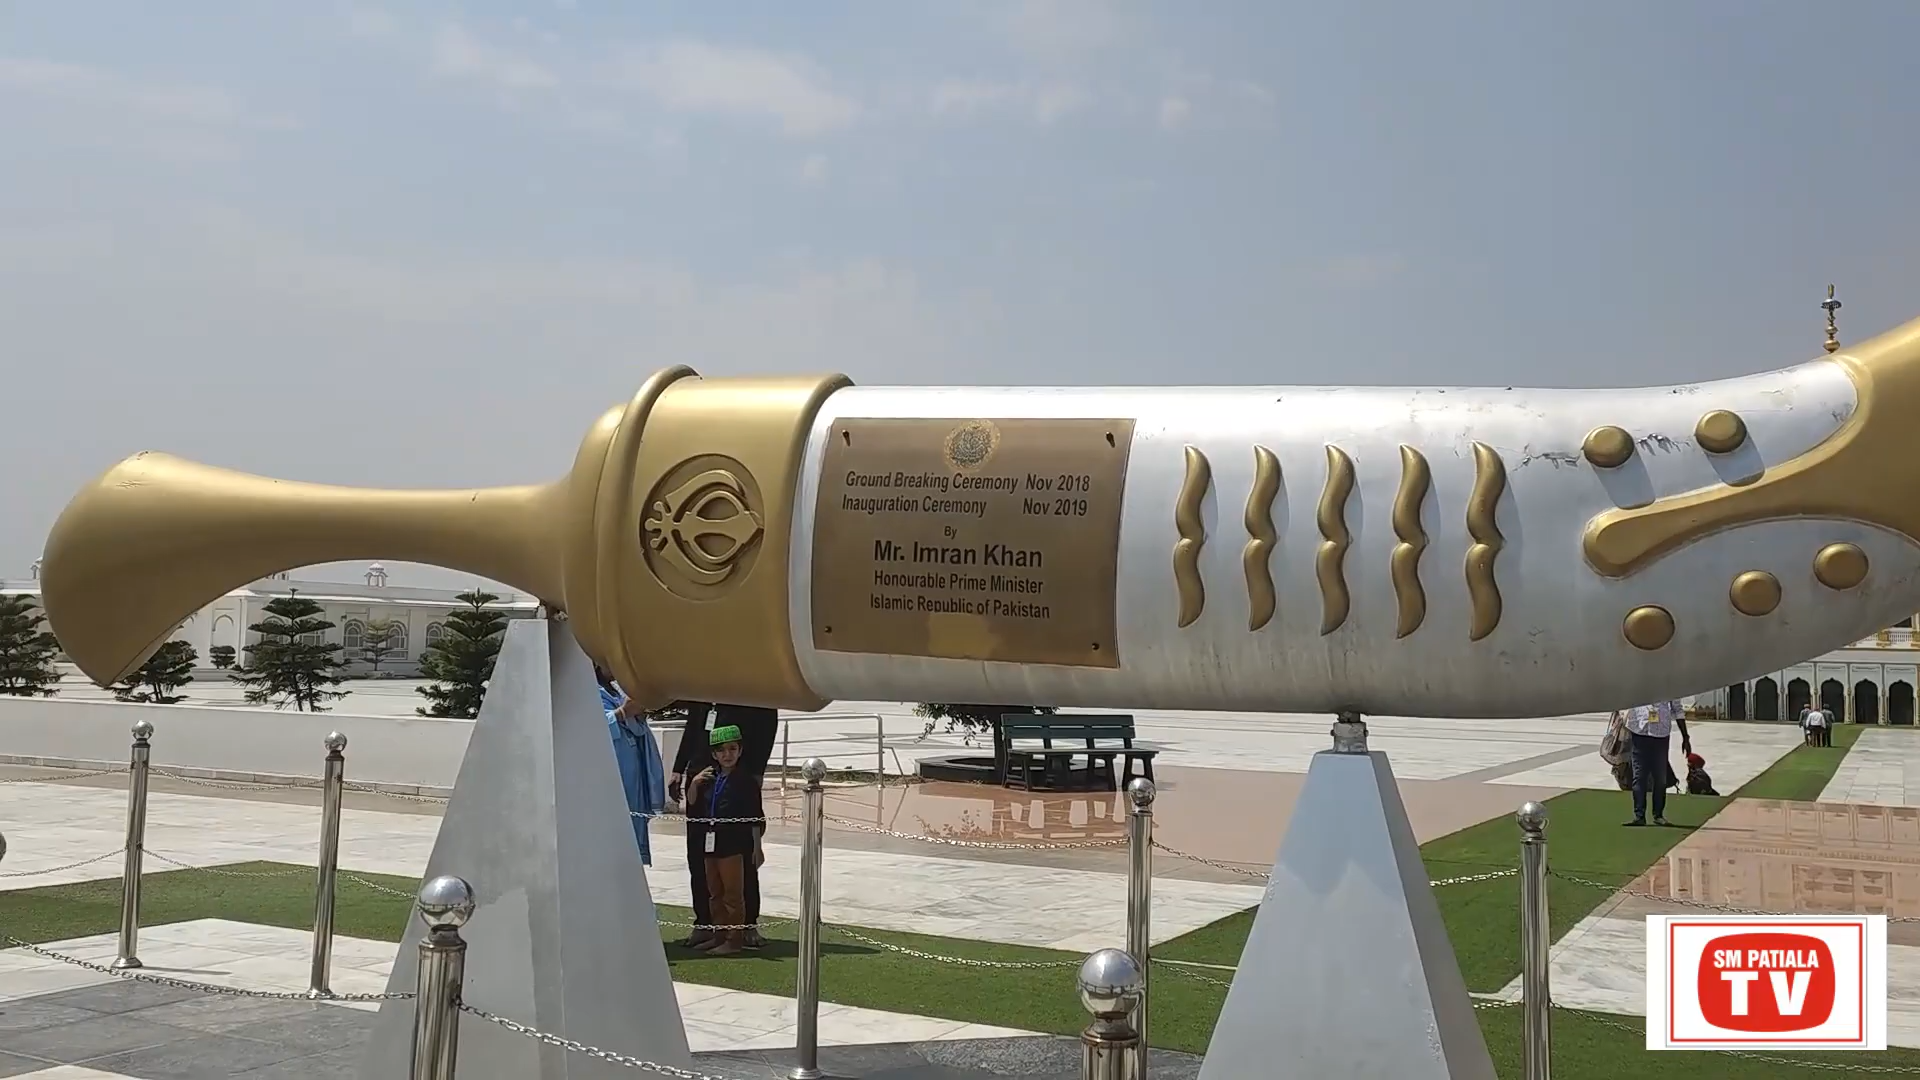 Ground Breaking Ceremony Nov 2018
Inauguration Ceremony Nov 2019
By
Mr. Imran Khan
Honourable Prime Minister
Islamic Republic of Pakistan
SM PATIALA
TV